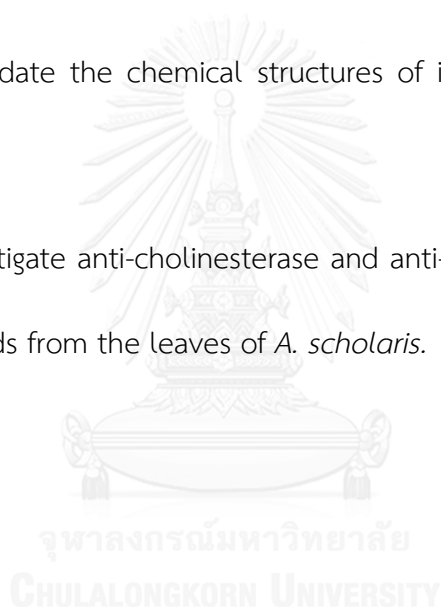 date the chemical structures of i
tigate anti-cholinesterase and anti-
ds from the leaves of A. scholaris.
จุฬาลงกรณ์มหาวิทยาลัย
CHULALONGKORN UNIVERSITY